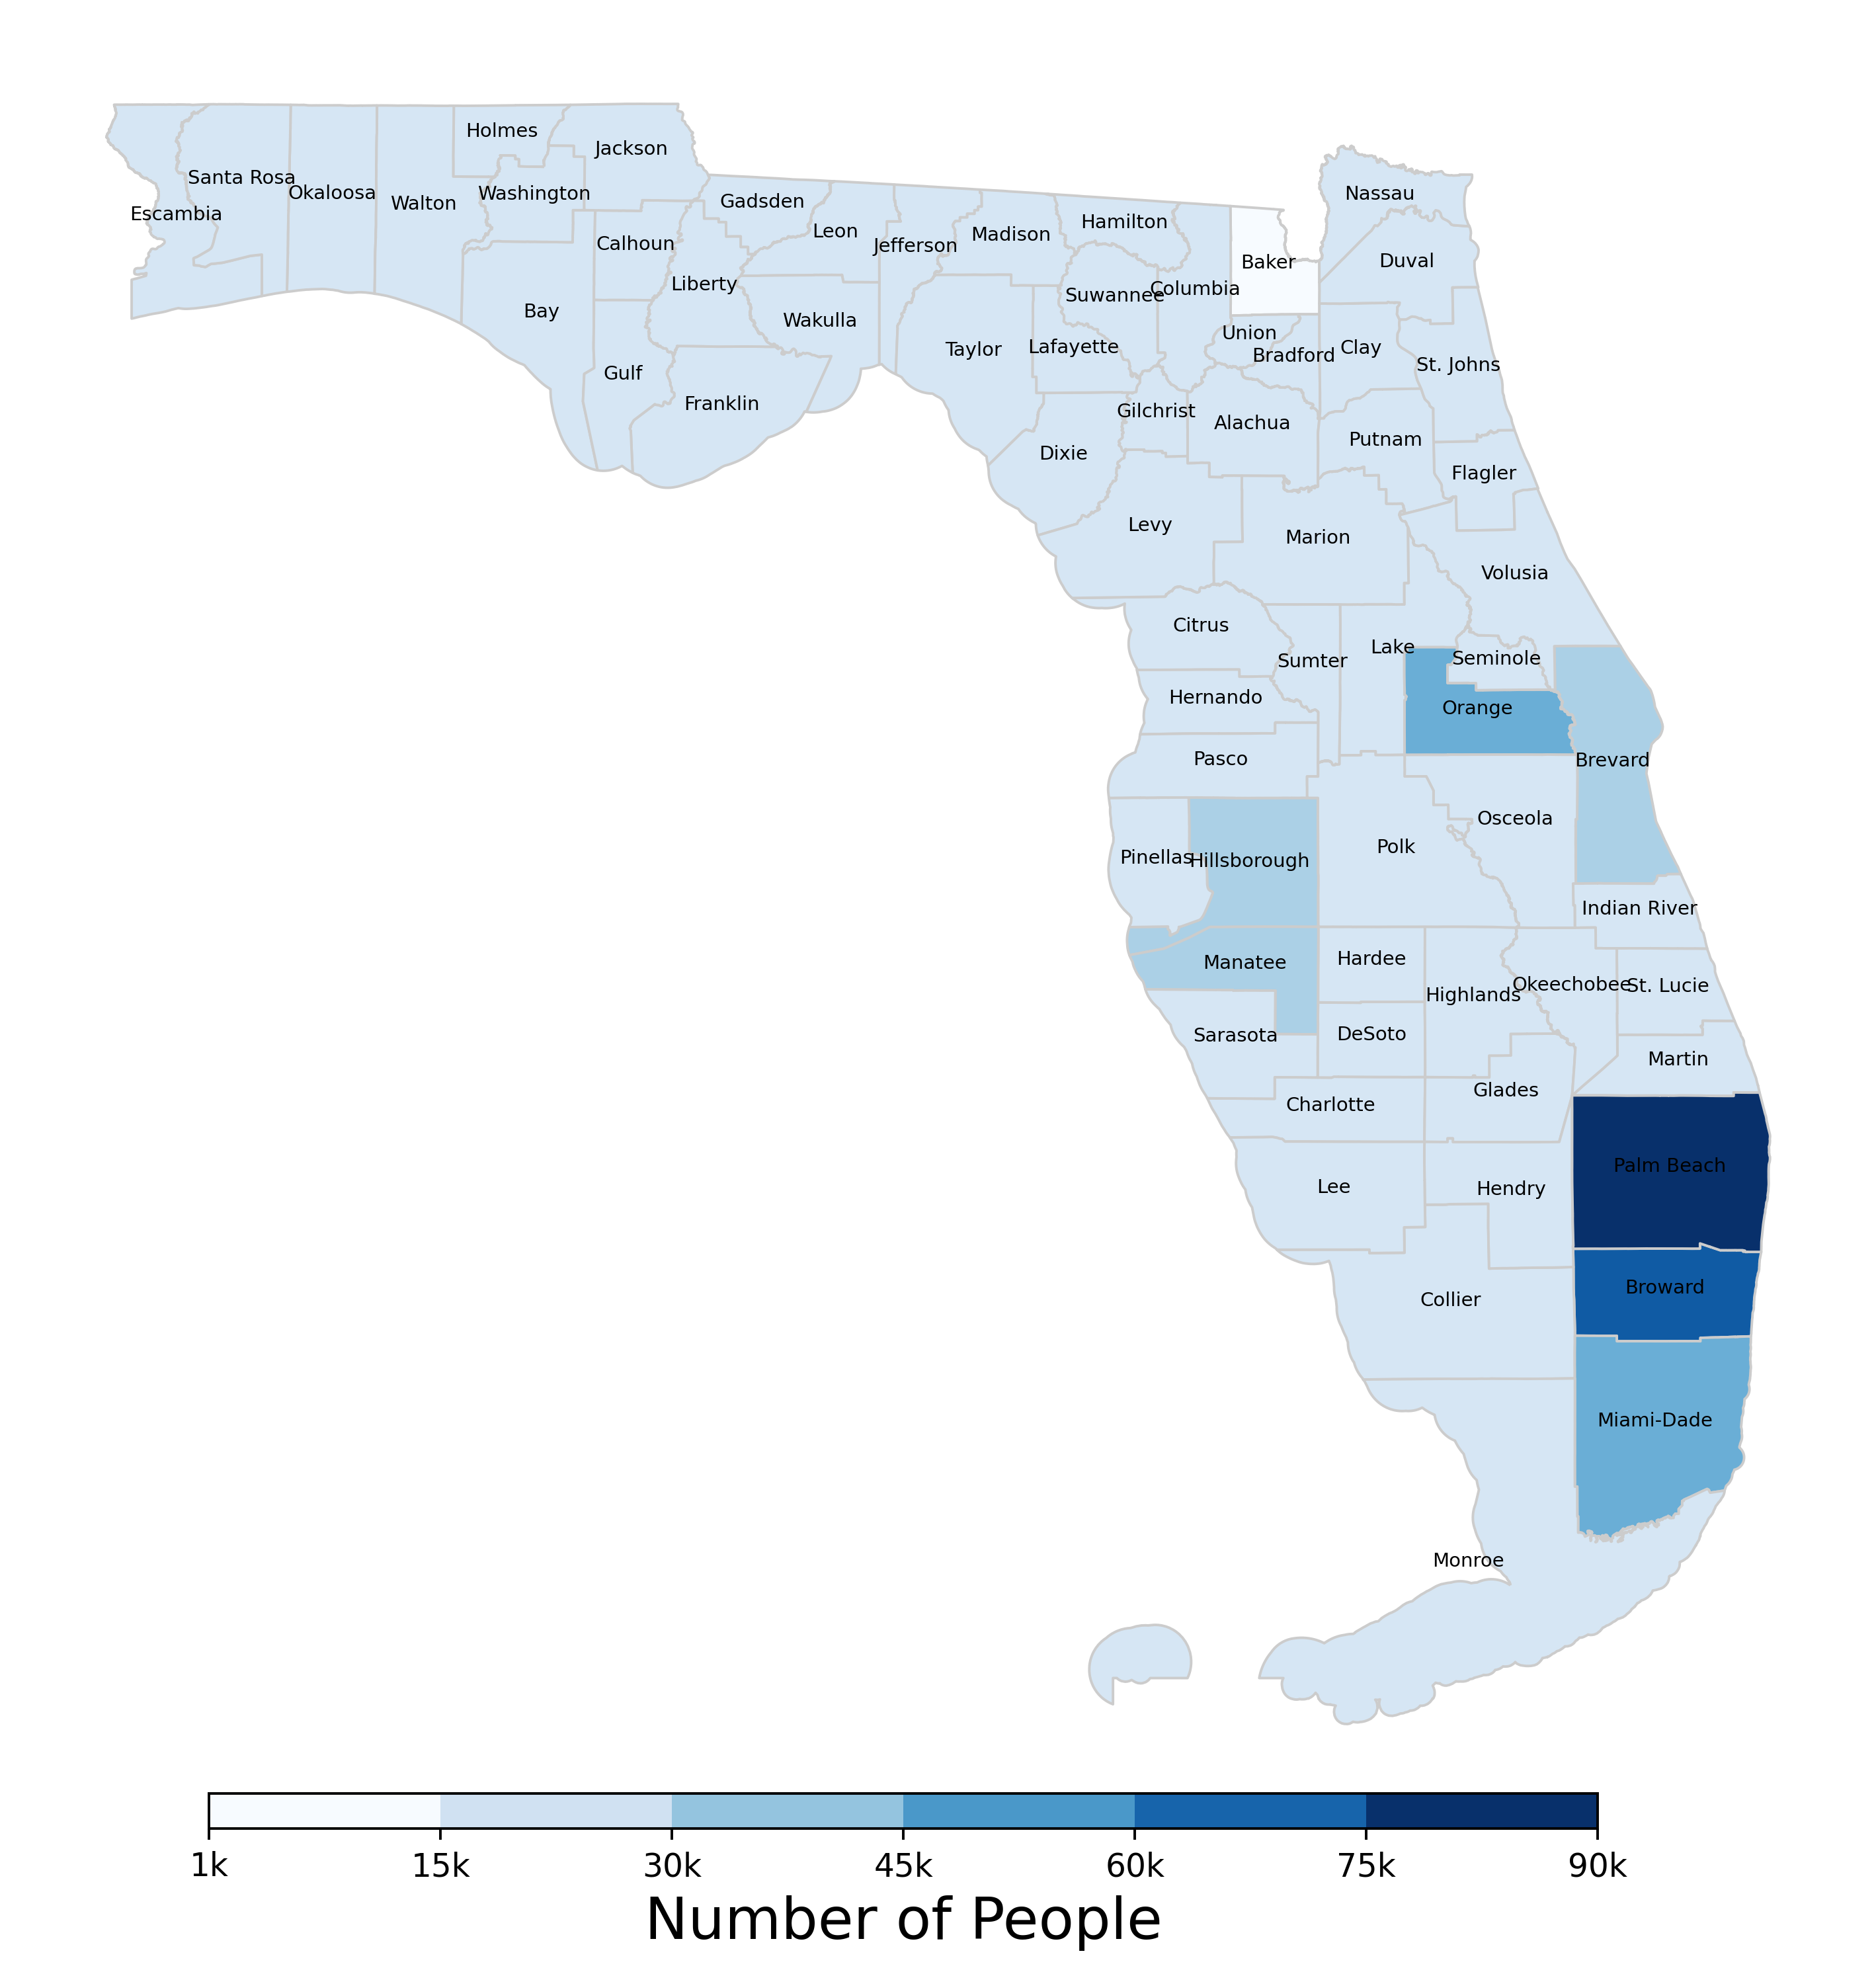 Holmes
Jackson
Santa Rosa
Okaloosa
Walton
Washington
Escambia
Gadsden
Leon
Jefferson
Madison
Hamilton
Nassau
Calhoun
Liberty
Bay
Wakulla
Suwannee
Columbia
Baker
Duval
Union
Bradford
Clay
St. Johns
Taylor
Lafayette
Gulf
Franklin
Gilchrist
Alachua
Putnam
Dixie
Flagler
Levy
Marion
Volusia
Citrus
Sumter
Lake
Seminole
Hernando
Orange
Pasco
Brevard
Osceola
Polk
Pinellas
Hillsborough
Indian River
Manatee
Hardee
Highlands
Okeechobee
St. Lucie
Sarasota
DeSoto
Martin
Charlotte
Glades
Palm Beach
Lee
Hendry
Broward
Collier
Miami-Dade
Monroe
1k 15k 30k 45k 60k 75k 90k
Number of People